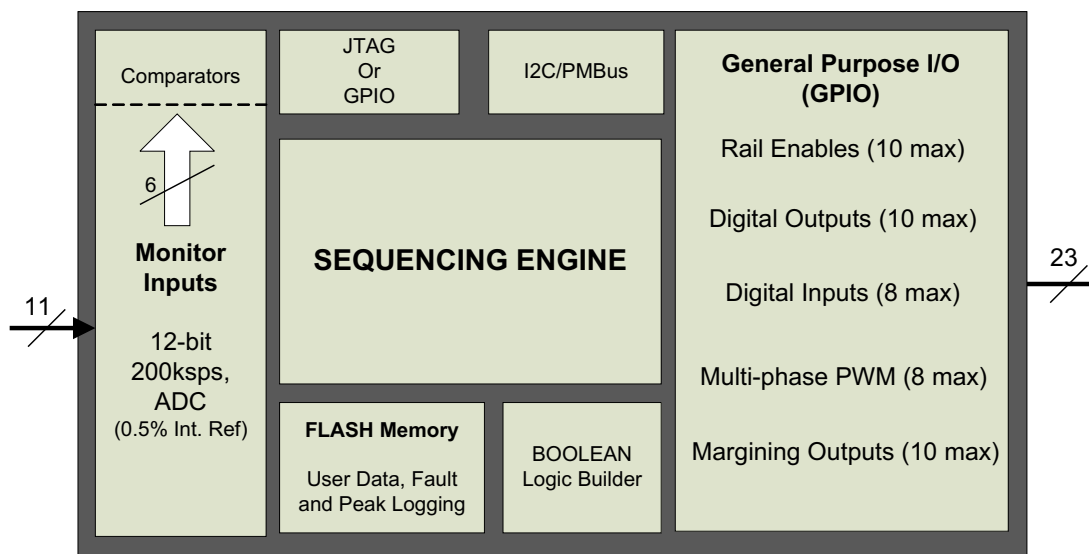 Comparators
6
Monitor
Inputs
11
12-bit
200ksps,
ADC
(0.5% Int. Ref)
JTAG
Or
GPIO
I2C/PMBus
SEQUENCING ENGINE
FLASH Memory
User Data, Fault
and Peak Logging
BOOLEAN
Logic Builder
General Purpose I/O
(GPIO)
Rail Enables (10 max)
Digital Outputs (10 max)
Digital Inputs (8 max)
Multi-phase PWM (8 max)
Margining Outputs (10 max)
23